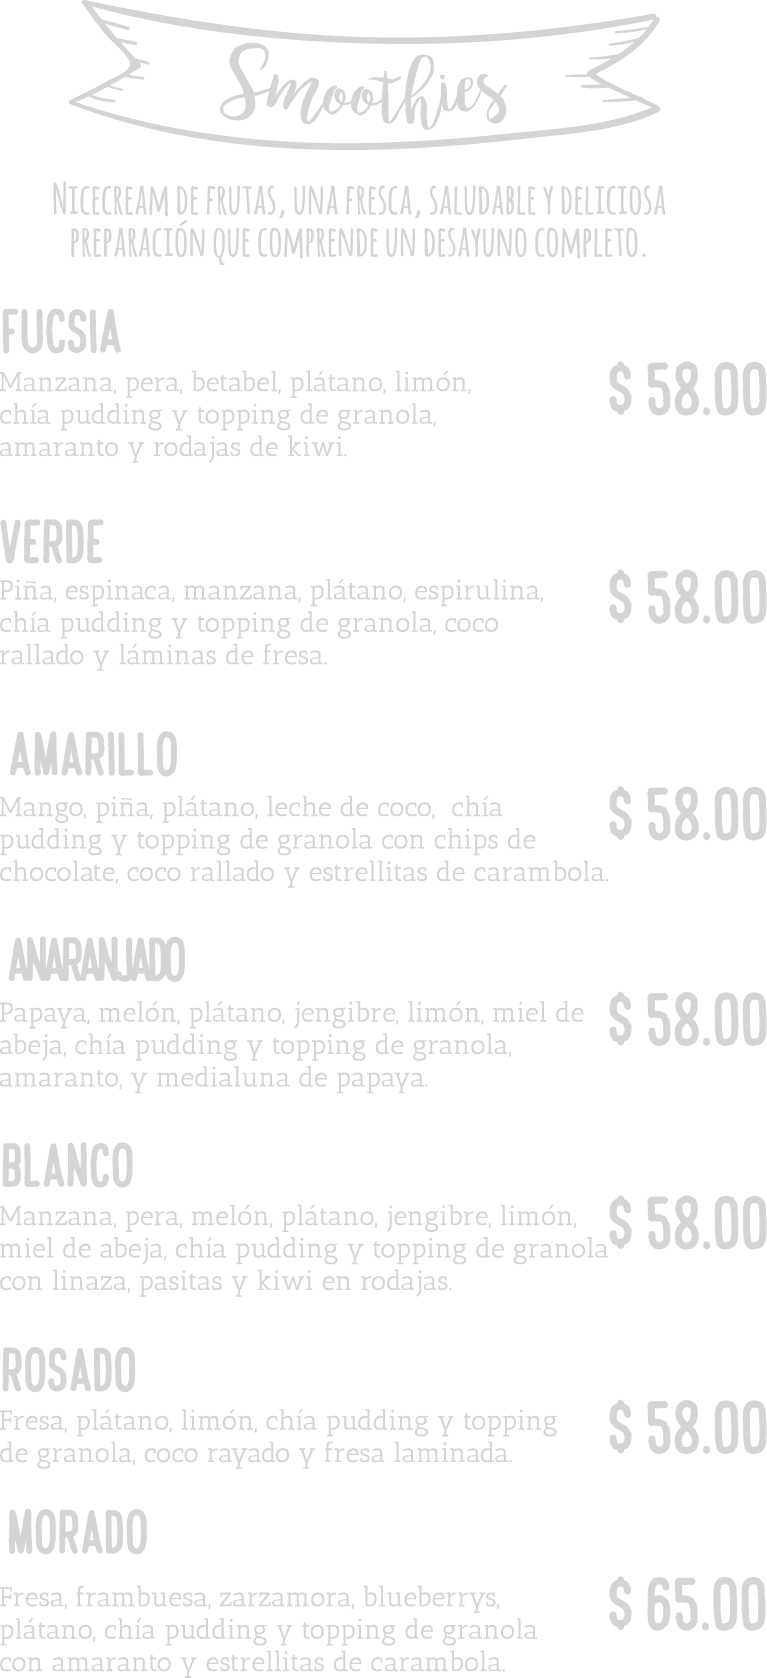 Smoothies
Nicecream de frutas, una fresca, saludable y deliciosa
preparación que comprende un desayuno completo.
FUCSIA
Manzana, pera, betabel, plátano, limón,
chía pudding y topping de granola,
amaranto y rodajas de kiwi.
$ 58.00
VERDE
Piña, espinaca, manzana, plátano, espirulina,
chía pudding y topping de granola, coco
rallado y láminas de fresa.
$ 58.00
AMARILLO
Mango, piña, plátano, leche de coco, chía
pudding y topping de granola con chips de
chocolate, coco rallado y estrellitas de carambola.
$ 58.00
ANARANJADO
Papaya, melón, plátano, jengibre, limón, miel de
abeja, chía pudding y topping de granola,
amaranto, y medialuna de papaya.
$ 58.00
BLANCO
Manzana, pera, melón, plátano, jengibre, limón,
miel de abeja, chía pudding y topping de granola
con linaza, pasitas y kiwi en rodajas.
$ 58.00
ROSADO
Fresa, plátano, limón, chía pudding y topping
de granola, coco rayado y fresa laminada.
$ 58.00
MORADO
Fresa, frambuesa, zarzamora, blueberrys,
plátano, chía pudding y topping de granola
con amaranto y estrellitas de carambola.
$ 65.00